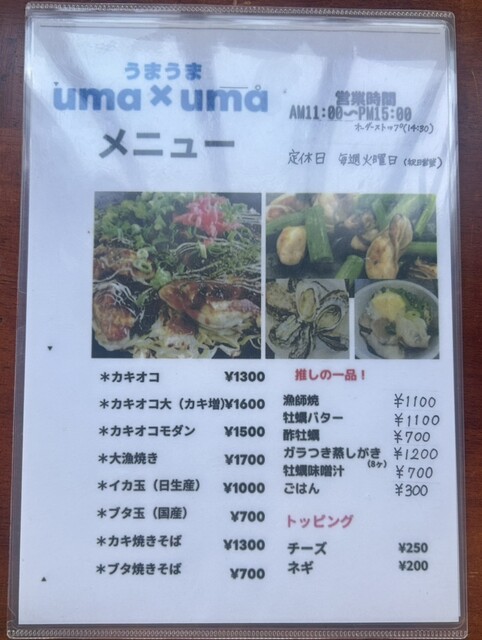 うまうま
uma×uma
メニュー
営業時間
AM11:00〜PM15:00
オーダーストップ(14:30)
定休日 毎週火曜日
＊カキオコ ¥1300
＊カキオコ大（カキ増）¥1600
＊カキオコモダン ¥1500
＊大漁焼き ¥1700
＊イカ玉（日生産） ¥1000
＊ブタ玉（国産） ¥700
＊カキ焼きそば ¥1300
＊ブタ焼きそば ¥700
推しの一品！
漁師焼 ¥1100
牡蠣バター ¥1100
酢牡蠣 ¥700
ガラつき蒸しがき ¥1200
(8ヶ)
牡蠣味噌汁 ¥700
ごはん ¥300
トッピング
チーズ ¥250
ネギ ¥200